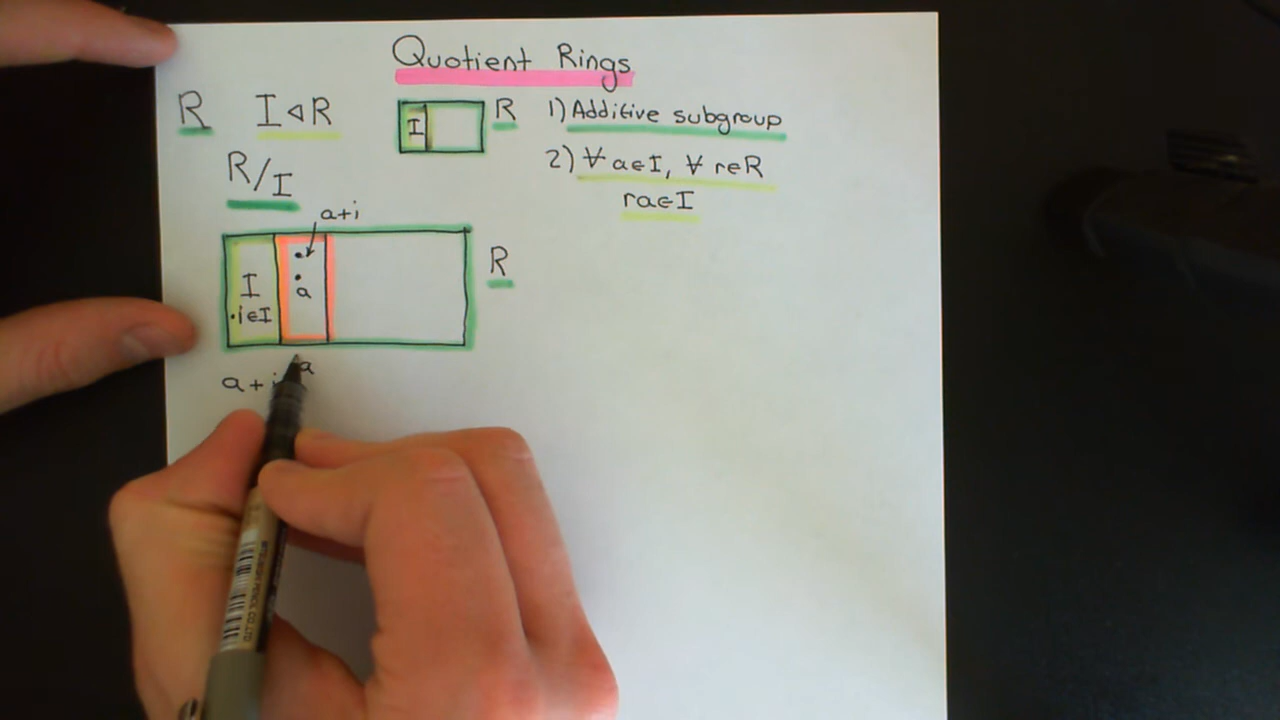 Quotient Rings
R I ⊲ R
I R
1) Additive subgroup
2) ∀ a∈I, ∀ r∈R
ra∈I
R/I
a+i
I
a
·i∈I
R
a
a +